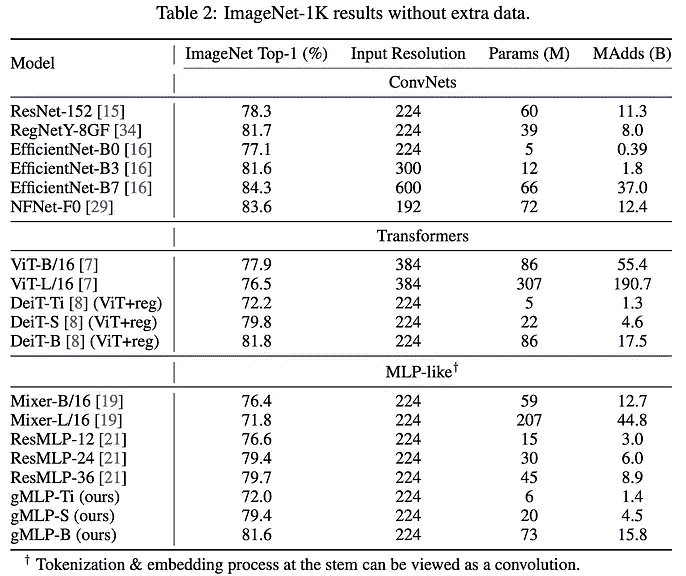 Table 2: ImageNet-1K results without extra data.
Model ImageNet Top-1 (%) Input Resolution Params (M) MAdds (B)
ConvNets
ResNet-152 [15] 78.3 224 60 11.3
RegNetY-8GF [34] 81.7 224 39 8.0
EfficientNet-B0 [16] 77.1 224 5 0.39
EfficientNet-B3 [16] 81.6 300 12 1.8
EfficientNet-B7 [16] 84.3 600 66 37.0
NFNet-F0 [29] 83.6 192 72 12.4
Transformers
ViT-B/16 [7] 77.9 384 86 55.4
ViT-L/16 [7] 76.5 384 307 190.7
DeiT-Ti [8] (ViT+reg) 72.2 224 5 1.3
DeiT-S [8] (ViT+reg) 79.8 224 22 4.6
DeiT-B [8] (ViT+reg) 81.8 224 86 17.5
MLP-like†
Mixer-B/16 [19] 76.4 224 59 12.7
Mixer-L/16 [19] 71.8 224 207 44.8
ResMLP-12 [21] 76.6 224 15 3.0
ResMLP-24 [21] 79.4 224 30 6.0
ResMLP-36 [21] 79.7 224 45 8.9
gMLP-Ti (ours) 72.0 224 6 1.4
gMLP-S (ours) 79.4 224 20 4.5
gMLP-B (ours) 81.6 224 73 15.8
† Tokenization & embedding process at the stem can be viewed as a convolution.